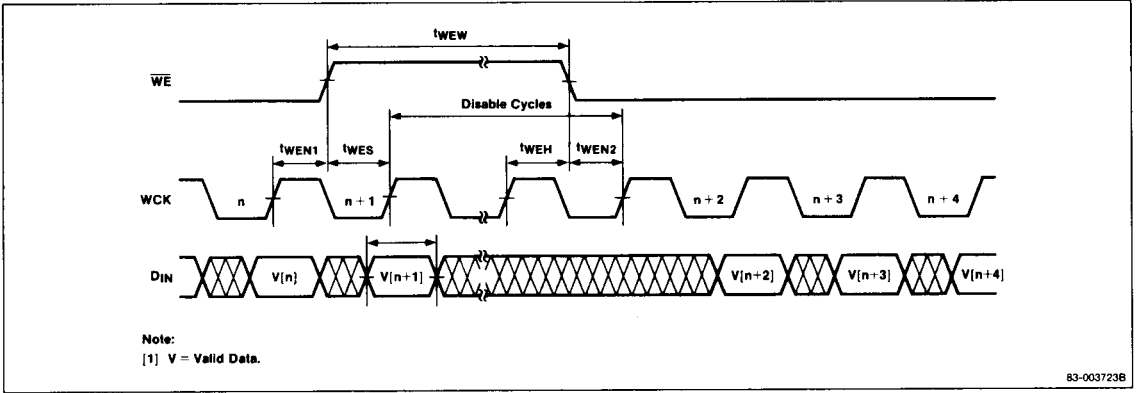 tWEW
WE
Disable Cycles
tWEN1 tWES tWEH tWEN2
WCK n n + 1 n + 2 n + 3 n + 4
DIN V[n} V[n+1] V[n+2] V[n+3] V[n+4]
Note:
[1] V = Valid Data.
83-003723B